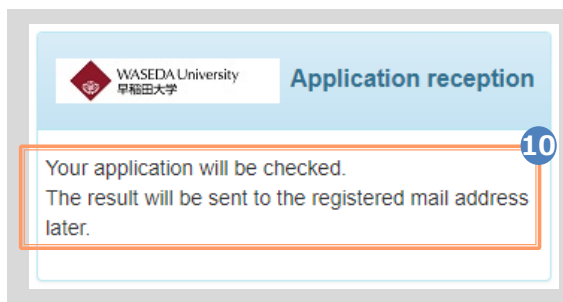 WASEDA University
早稲田大学
Application reception
10
Your application will be checked.
The result will be sent to the registered mail address
later.